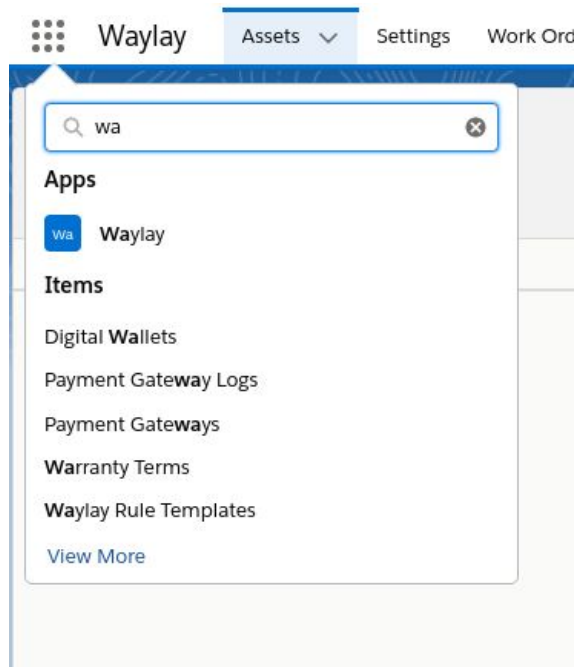 Waylay Assets Settings Work Ord
wa
Apps
Wa Waylay
Items
Digital Wallets
Payment Gateway Logs
Payment Gateways
Warranty Terms
Waylay Rule Templates
View More